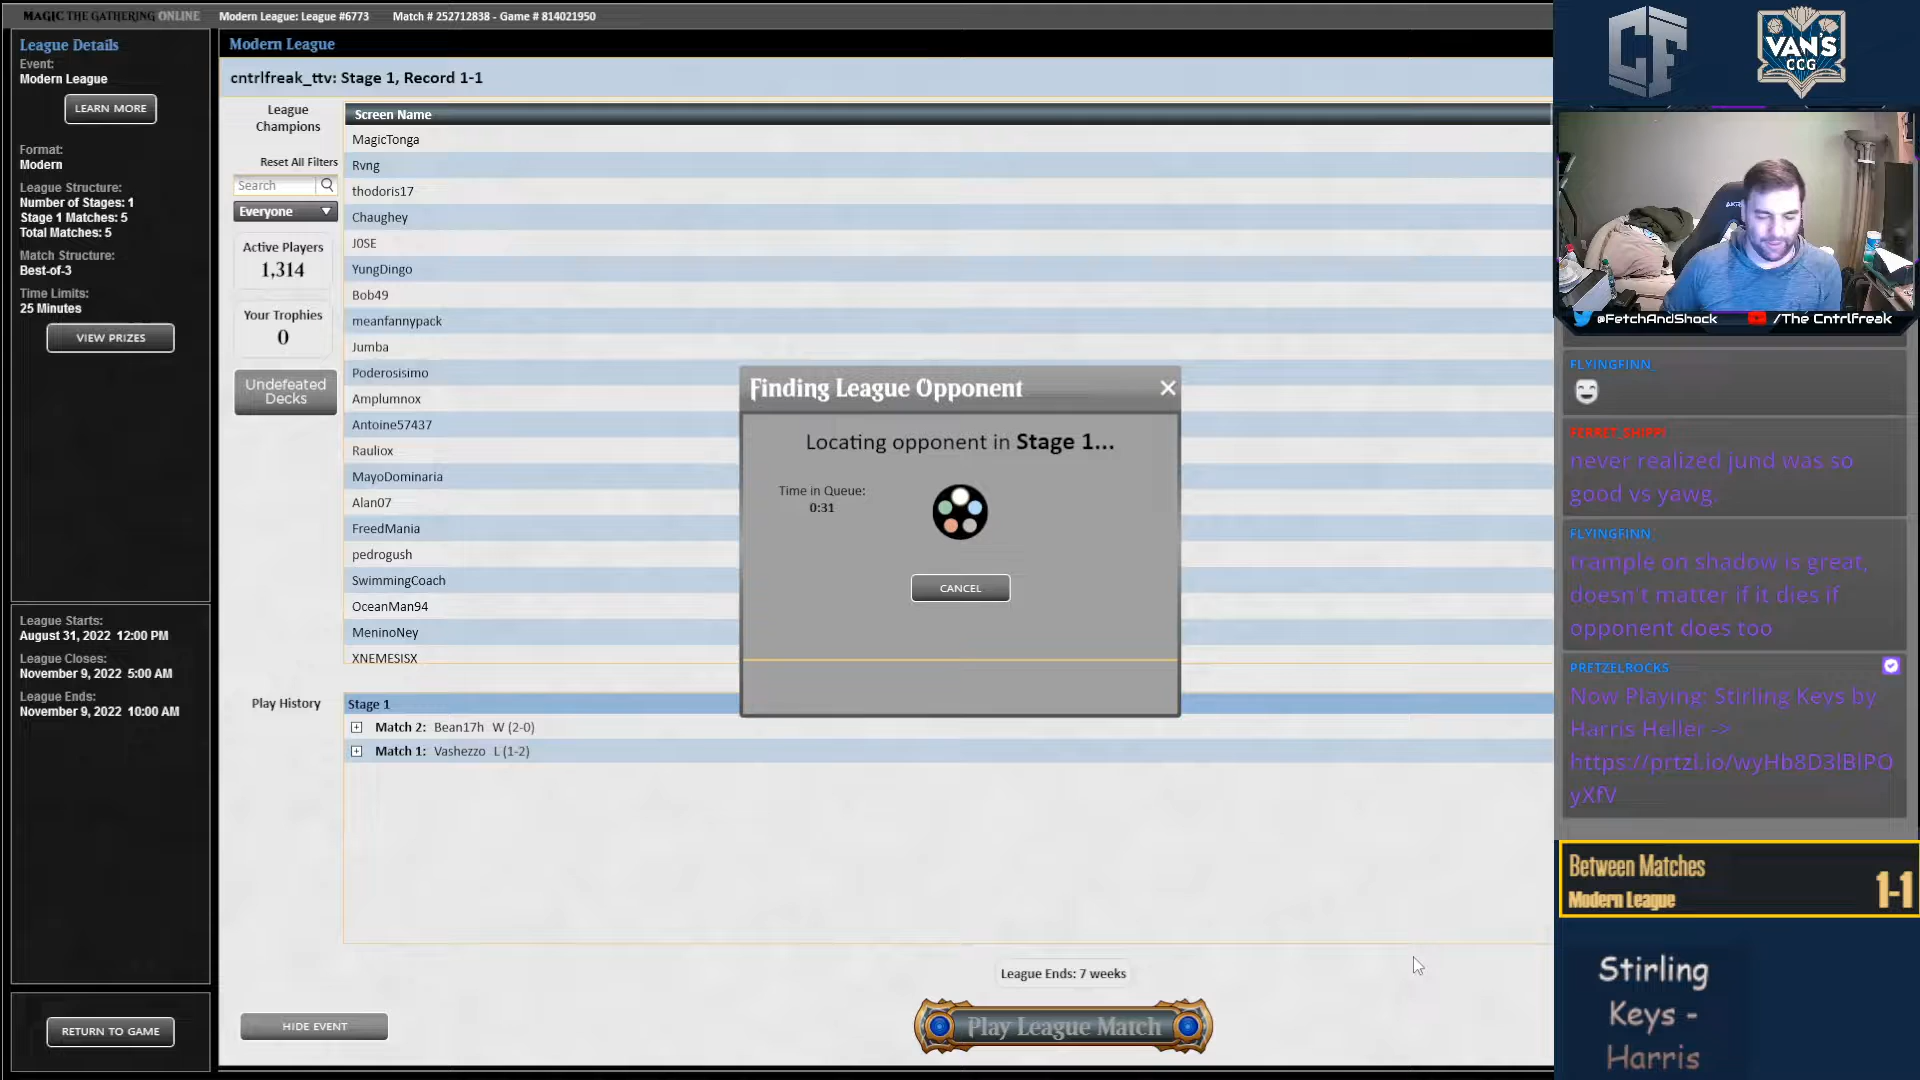 MAGIC THE GATHERING ONLINE
Modern League: League #6773
Match # 252712838 - Game # 814021950
League Details
Event:
Modern League
LEARN MORE
Format:
Modern
League Structure:
Number of Stages: 1
Stage 1 Matches: 5
Total Matches: 5
Match Structure:
Best-of-3
Time Limits:
25 Minutes
VIEW PRIZES
League Starts:
August 31, 2022 12:00 PM
League Closes:
November 9, 2022 5:00 AM
League Ends:
November 9, 2022 10:00 AM
RETURN TO GAME
Modern League
cntrlfreak_ttv: Stage 1, Record 1-1
League
Champions
Reset All Filters
Search
Everyone
Active Players
1,314
Your Trophies
0
Undefeated
Decks
Screen Name
MagicTonga
Rvng
thodoris17
Chaughey
J0SE
YungDingo
Bob49
meanfannypack
Jumba
Poderosisimo
Amplumnox
Antoine57437
Rauliox
MayoDominaria
Alan07
FreedMania
pedrogush
SwimmingCoach
OceanMan94
MeninoNey
XNEMESISX
Finding League Opponent
Locating opponent in Stage 1...
Time in Queue:
0:31
CANCEL
Play History
Stage 1
Match 2: Bean17h W (2-0)
Match 1: Vashezzo L (1-2)
League Ends: 7 weeks
HIDE EVENT
Play League Match
CF
VAN'S
CCG
@FetchAndShock
/The Cntrlfreak
FLYINGFINN_
FERRET_SHIPPI
never realized jund was so
good vs yawg.
FLYINGFINN_
trample on shadow is great,
doesn't matter if it dies if
opponent does too
PRETZELROCKS
Now Playing: Stirling Keys by
Harris Heller ->
https://prtzl.io/wyHb8D3lBlPO
yXfV
Between Matches
Modern League
1-1
Stirling
Keys -
Harris